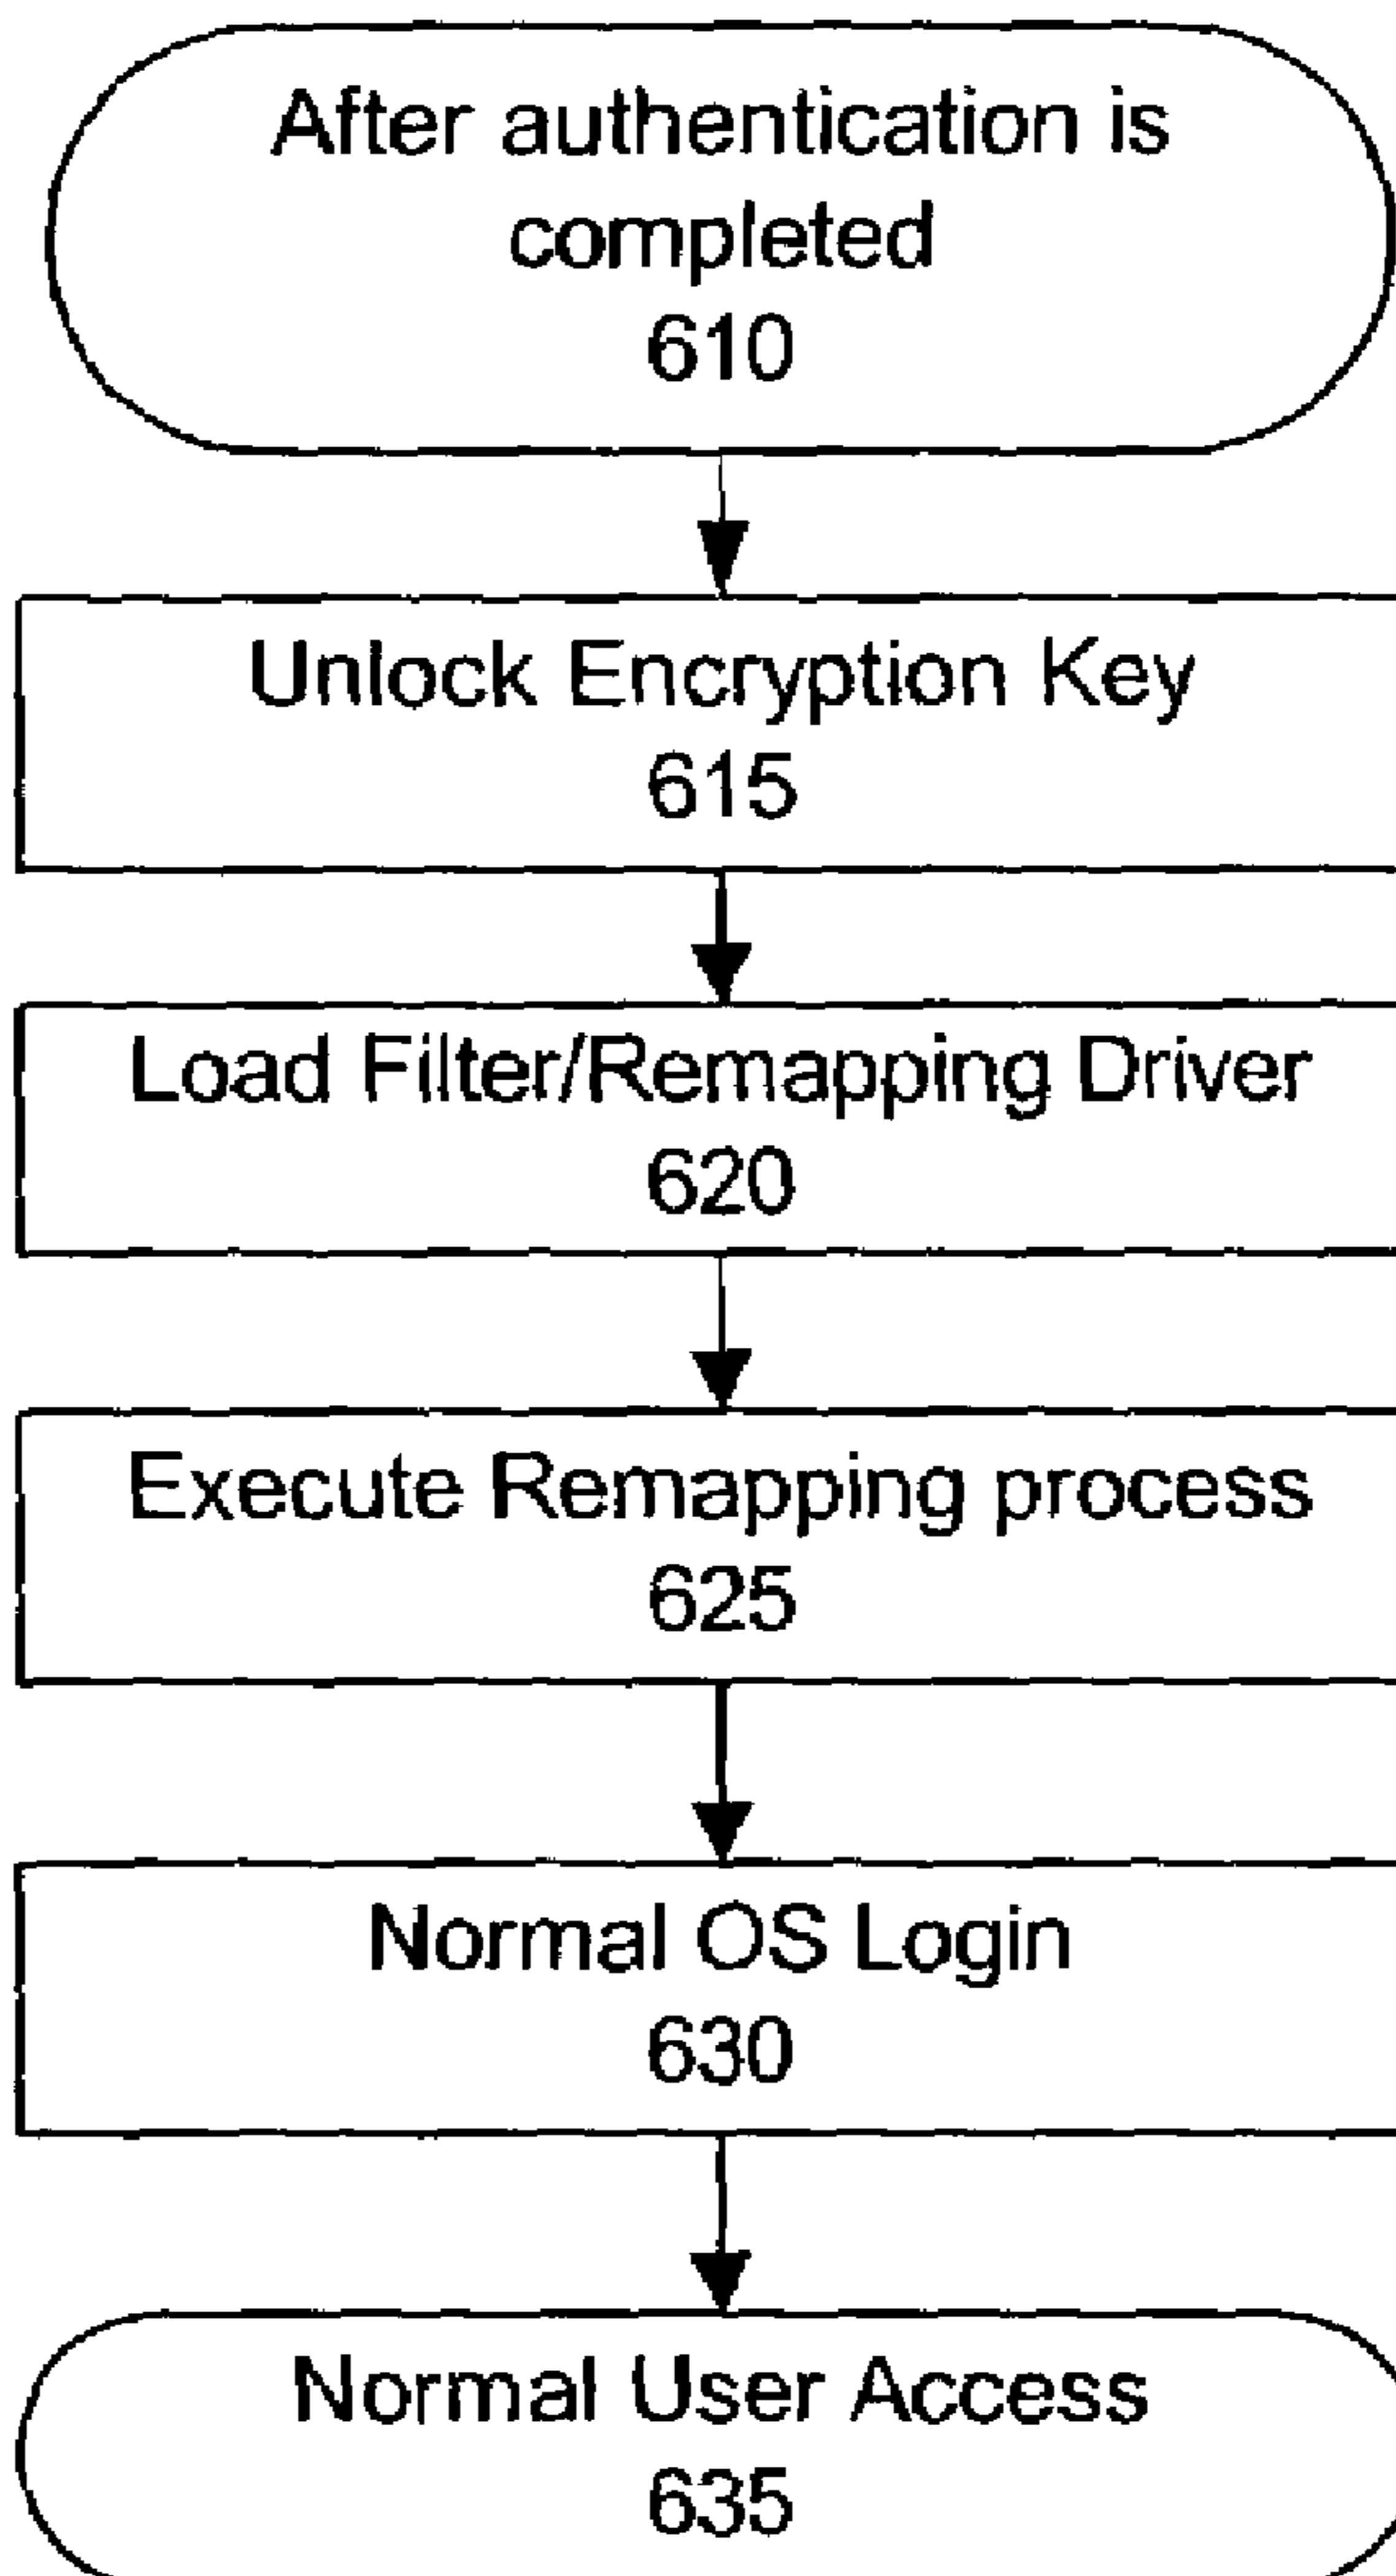 After authentication is
completed
610
Unlock Encryption Key
615
Load Filter/Remapping Driver
620
Execute Remapping process
625
Normal OS Login
630
Normal User Access
635